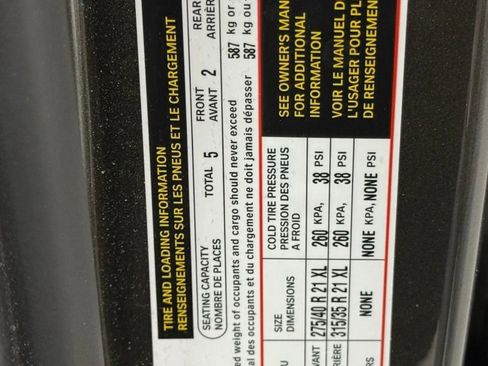 TIRE AND LOADING INFORMATION
RENSEIGNEMENTS SUR LES PNEUS ET LE CHARGEMENT
SEATING CAPACITY
NOMBRE DE PLACES
TOTAL 5
FRONT
AVANT 2
REAR
ARRIÈR
weight of occupants and cargo should never exceed 587 kg or
al des occupants et du chargement ne doit jamais dépasser 587 kg ou
SIZE
DIMENSIONS
COLD TIRE PRESSURE
PRESSION DES PNEUS
A FROID
AVANT 275/40 R 21 XL 260 KPA, 38 PSI
RIÈRE 315/35 R 21 XL 260 KPA, 38 PSI
NONE NONE KPA, NONE PSI
SEE OWNER'S MAN
FOR ADDITIONAL
INFORMATION
VOIR LE MANUEL D
L'USAGER POUR PL
DE RENSEIGNEMEN